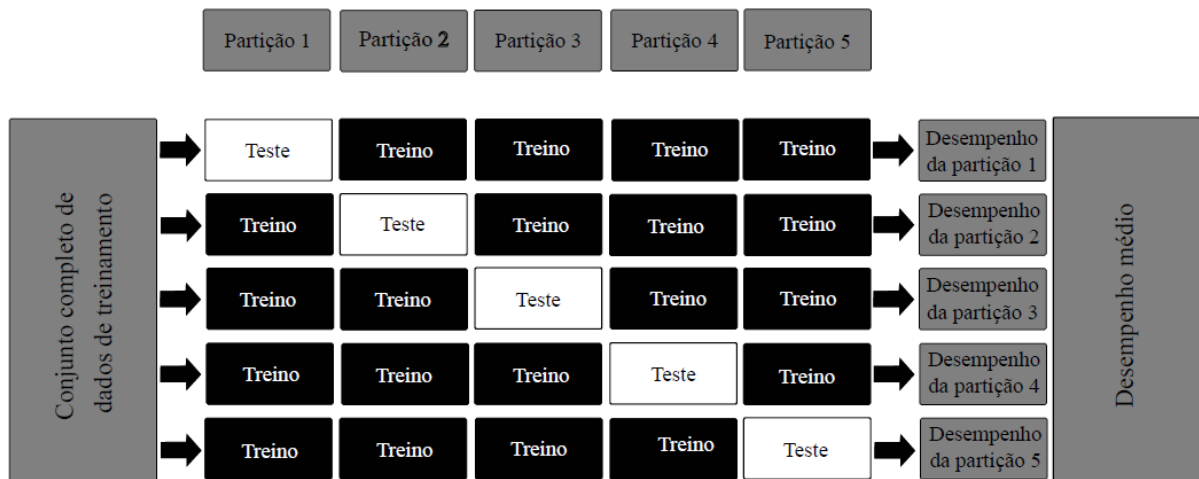 Partição 1
Partição 2
Partição 3
Partição 4
Partição 5
Conjunto completo de
dados de treinamento
Teste
Treino
Treino
Treino
Treino
Desempenho
da partição 1
Treino
Teste
Treino
Treino
Treino
Desempenho
da partição 2
Treino
Treino
Teste
Treino
Treino
Desempenho
da partição 3
Treino
Treino
Treino
Teste
Treino
Desempenho
da partição 4
Treino
Treino
Treino
Treino
Teste
Desempenho
da partição 5
Desempenho médio